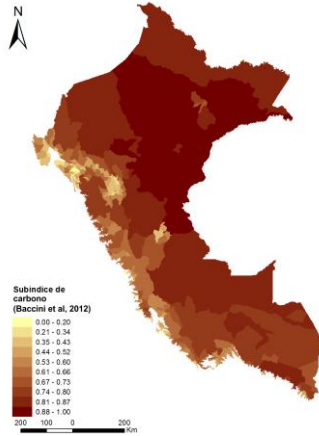 N
Subíndice de
carbono
(Baccini et al, 2012)
0.00 - 0.20
0.21 - 0.34
0.35 - 0.43
0.44 - 0.52
0.53 - 0.60
0.61 - 0.66
0.67 - 0.73
0.74 - 0.80
0.81 - 0.87
0.88 - 1.00
200 100 0 200
Km